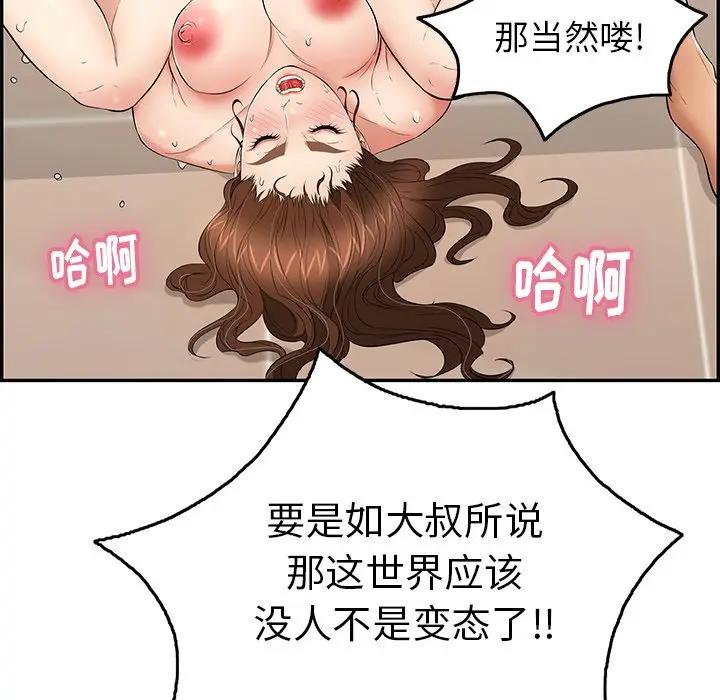 那当然喽!
哈啊
哈啊
要是如大叔所说
那这世界应该
没人不是变态了!!